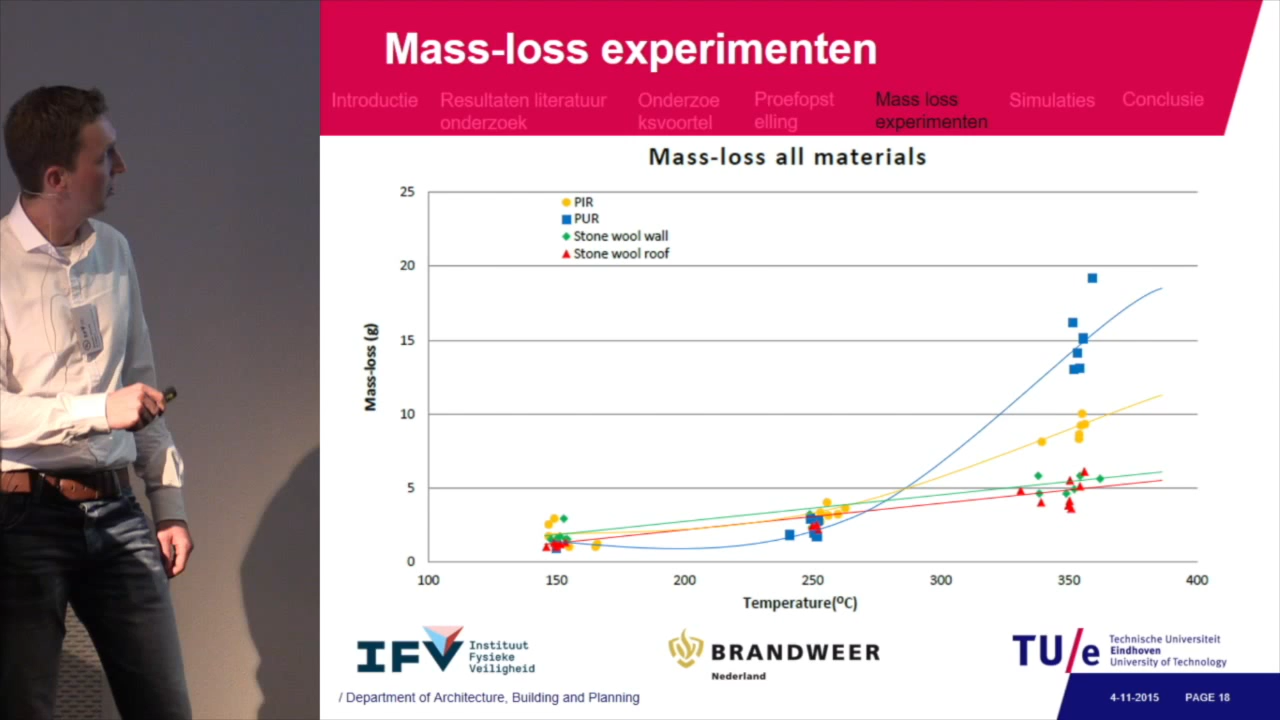 Mass-loss experimenten
Introductie
Resultaten literatuur
onderzoek
Onderzoe
ksvoortel
Proefopst
elling
Mass loss
experimenten
Simulaties
Conclusie
Mass-loss all materials
25
20
15
10
5
0
Mass-loss (g)
PIR
PUR
Stone wool wall
Stone wool roof
100 150 200 250 300 350 400
Temperature(⁰C)
IFV
Instituut
Fysieke
Veiligheid
BRANDWEER
Nederland
TU/e
Technische Universiteit
Eindhoven
University of Technology
/ Department of Architecture, Building and Planning
4-11-2015
PAGE 18